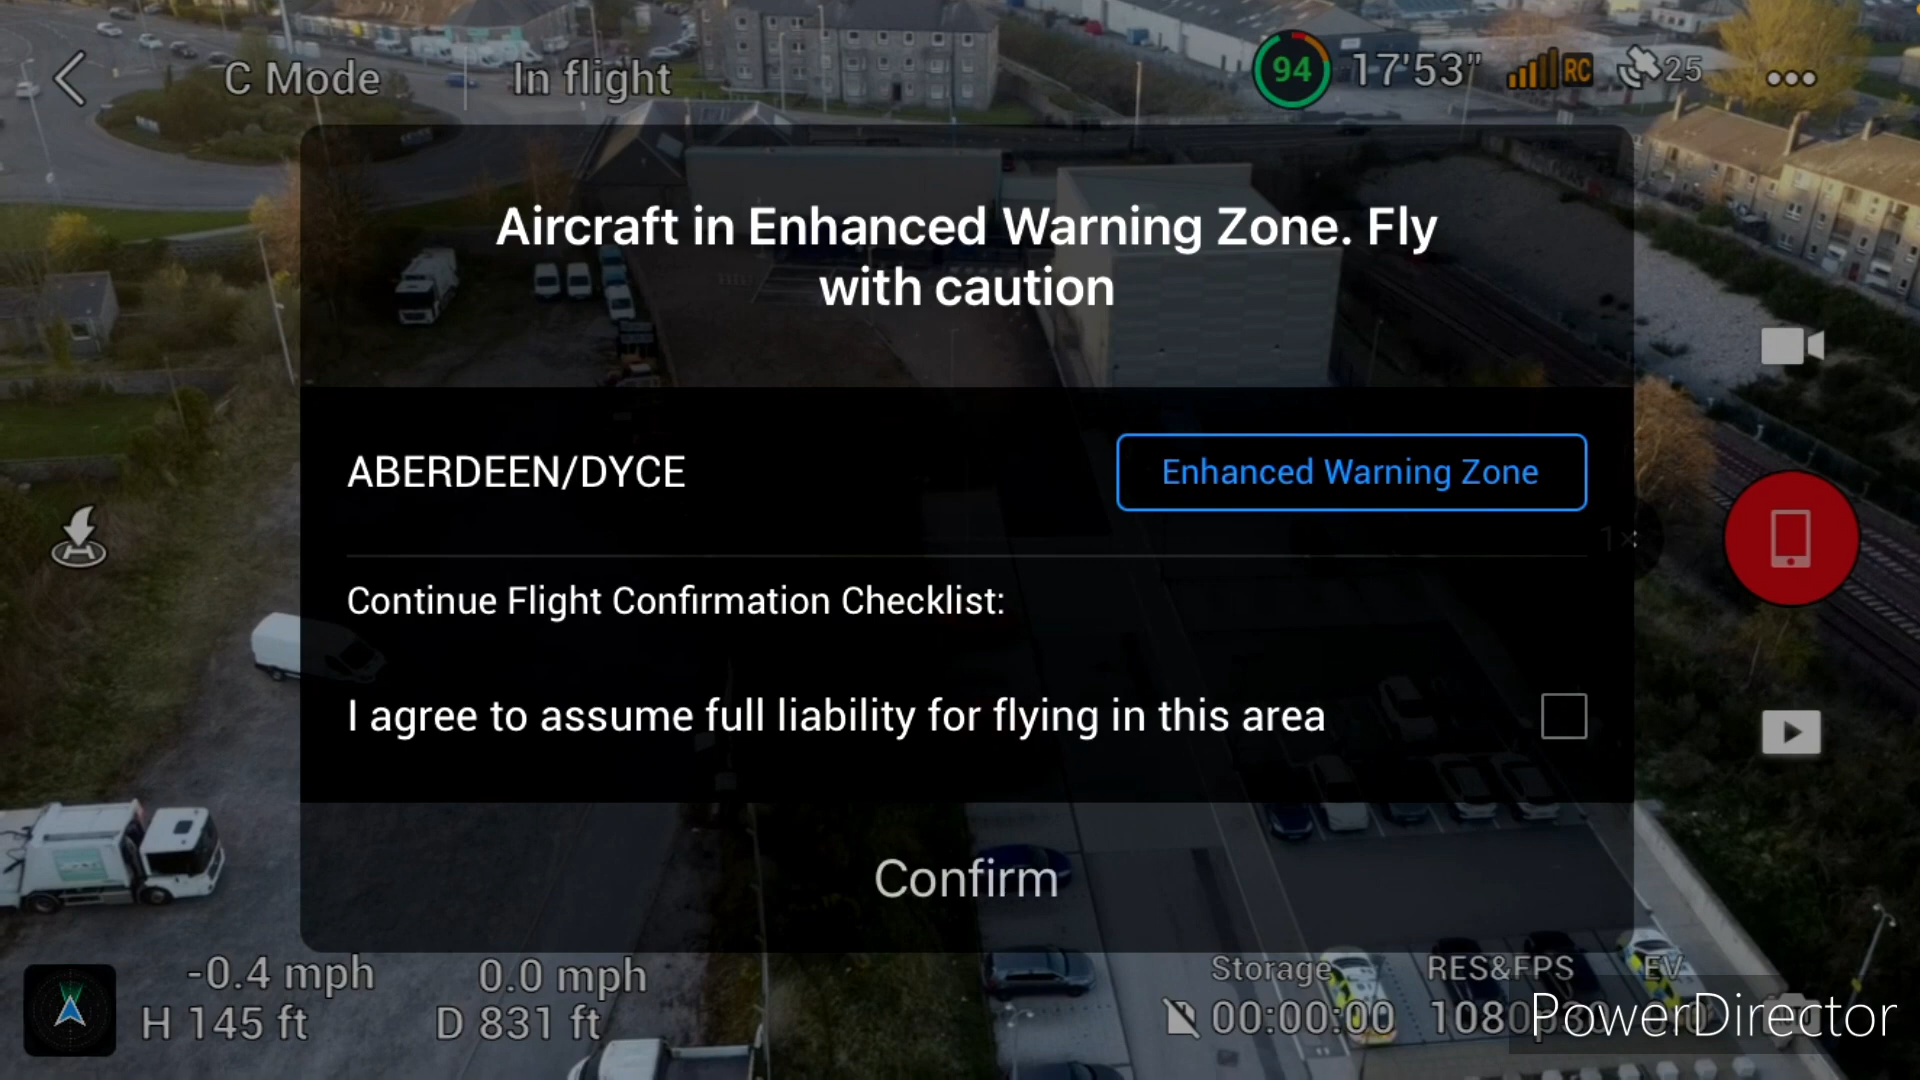 C Mode
In flight
94
17'53"
RC
25
Aircraft in Enhanced Warning Zone. Fly
with caution
ABERDEEN/DYCE
Enhanced Warning Zone
1×
Continue Flight Confirmation Checklist:
I agree to assume full liability for flying in this area
Confirm
-0.4 mph
0.0 mph
H 145 ft
D 831 ft
Storage
RES&FPS
EV
00:00:00
1080
PowerDirector